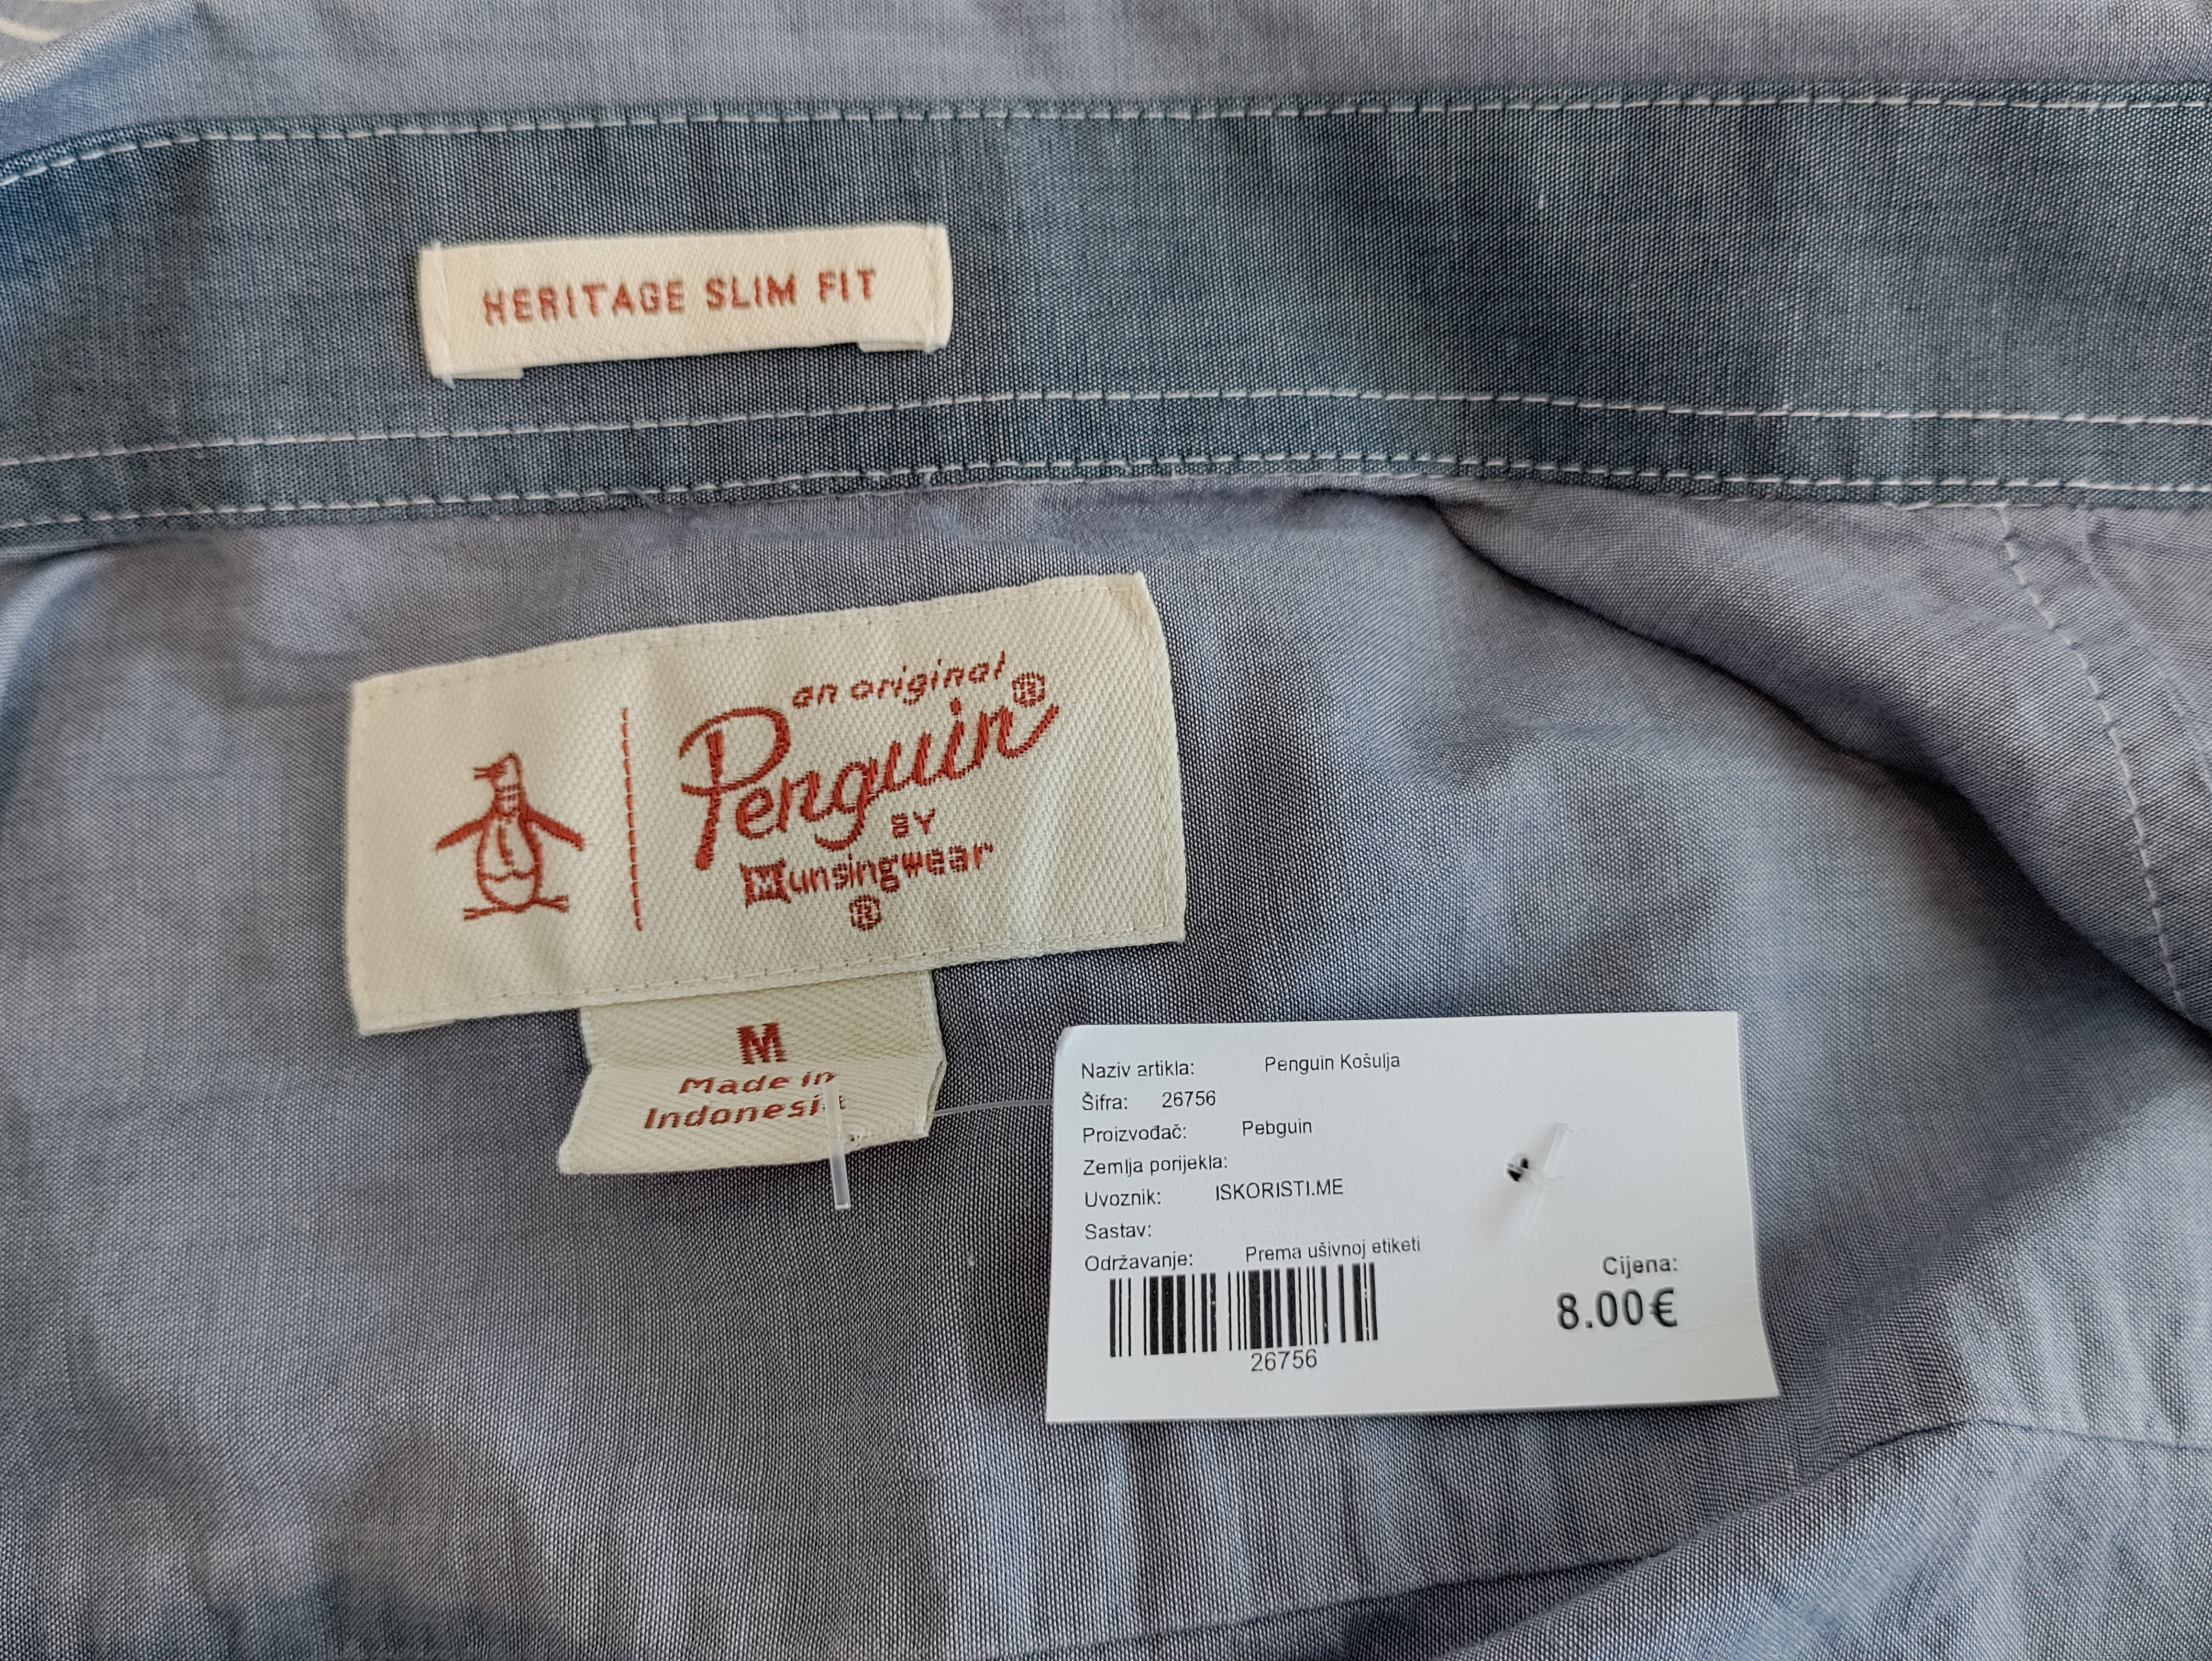 HERITAGE SLIM FIT
an original
Penguin®
BY
Munsingwear
®
M
Made in
Indonesia
Naziv artikla: Penguin Košulja
Šifra: 26756
Proizvođač: Pebguin
Zemlja porijekla:
Uvoznik: ISKORISTI.ME
Sastav:
Održavanje: Prema ušivnoj etiketi
Cijena:
8.00€
26756